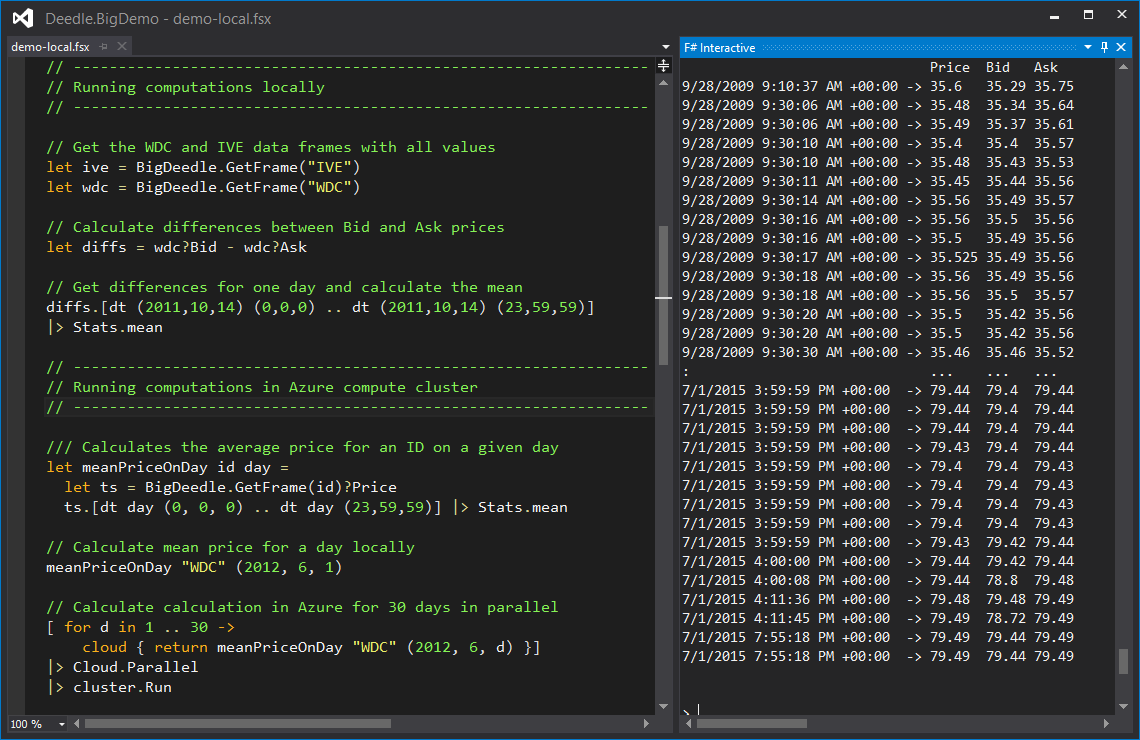 Deedle.BigDemo - demo-local.fsx
demo-local.fsx
// ----------------------------------------------------------------
// Running computations locally
// ----------------------------------------------------------------
// Get the WDC and IVE data frames with all values
let ive = BigDeedle.GetFrame("IVE")
let wdc = BigDeedle.GetFrame("WDC")
// Calculate differences between Bid and Ask prices
let diffs = wdc?Bid - wdc?Ask
// Get differences for one day and calculate the mean
diffs.[dt (2011,10,14) (0,0,0) .. dt (2011,10,14) (23,59,59)]
|> Stats.mean
// ----------------------------------------------------------------
// Running computations in Azure compute cluster
// ----------------------------------------------------------------
/// Calculates the average price for an ID on a given day
let meanPriceOnDay id day =
  let ts = BigDeedle.GetFrame(id)?Price
  ts.[dt day (0, 0, 0) .. dt day (23,59,59)] |> Stats.mean
// Calculate mean price for a day locally
meanPriceOnDay "WDC" (2012, 6, 1)
// Calculate calculation in Azure for 30 days in parallel
[ for d in 1 .. 30 ->
    cloud { return meanPriceOnDay "WDC" (2012, 6, d) }]
|> Cloud.Parallel
|> cluster.Run
100 %
F# Interactive
Price Bid Ask
9/28/2009 9:10:37 AM +00:00 -> 35.6 35.29 35.75
9/28/2009 9:30:06 AM +00:00 -> 35.48 35.34 35.64
9/28/2009 9:30:06 AM +00:00 -> 35.49 35.37 35.61
9/28/2009 9:30:10 AM +00:00 -> 35.4 35.4 35.57
9/28/2009 9:30:10 AM +00:00 -> 35.48 35.43 35.53
9/28/2009 9:30:11 AM +00:00 -> 35.45 35.44 35.56
9/28/2009 9:30:14 AM +00:00 -> 35.56 35.49 35.57
9/28/2009 9:30:16 AM +00:00 -> 35.56 35.5 35.56
9/28/2009 9:30:16 AM +00:00 -> 35.5 35.49 35.56
9/28/2009 9:30:17 AM +00:00 -> 35.525 35.49 35.56
9/28/2009 9:30:18 AM +00:00 -> 35.56 35.49 35.56
9/28/2009 9:30:18 AM +00:00 -> 35.56 35.5 35.57
9/28/2009 9:30:20 AM +00:00 -> 35.5 35.42 35.56
9/28/2009 9:30:20 AM +00:00 -> 35.5 35.42 35.56
9/28/2009 9:30:30 AM +00:00 -> 35.46 35.46 35.52
: ... ... ...
7/1/2015 3:59:59 PM +00:00 -> 79.44 79.4 79.44
7/1/2015 3:59:59 PM +00:00 -> 79.44 79.4 79.44
7/1/2015 3:59:59 PM +00:00 -> 79.44 79.4 79.44
7/1/2015 3:59:59 PM +00:00 -> 79.43 79.4 79.44
7/1/2015 3:59:59 PM +00:00 -> 79.4 79.4 79.43
7/1/2015 3:59:59 PM +00:00 -> 79.4 79.4 79.43
7/1/2015 3:59:59 PM +00:00 -> 79.4 79.4 79.43
7/1/2015 3:59:59 PM +00:00 -> 79.4 79.4 79.43
7/1/2015 3:59:59 PM +00:00 -> 79.43 79.42 79.44
7/1/2015 4:00:00 PM +00:00 -> 79.44 79.42 79.44
7/1/2015 4:00:08 PM +00:00 -> 79.44 78.8 79.48
7/1/2015 4:11:36 PM +00:00 -> 79.48 79.48 79.49
7/1/2015 4:11:45 PM +00:00 -> 79.49 78.72 79.49
7/1/2015 7:55:18 PM +00:00 -> 79.49 79.44 79.49
7/1/2015 7:55:18 PM +00:00 -> 79.49 79.44 79.49
>